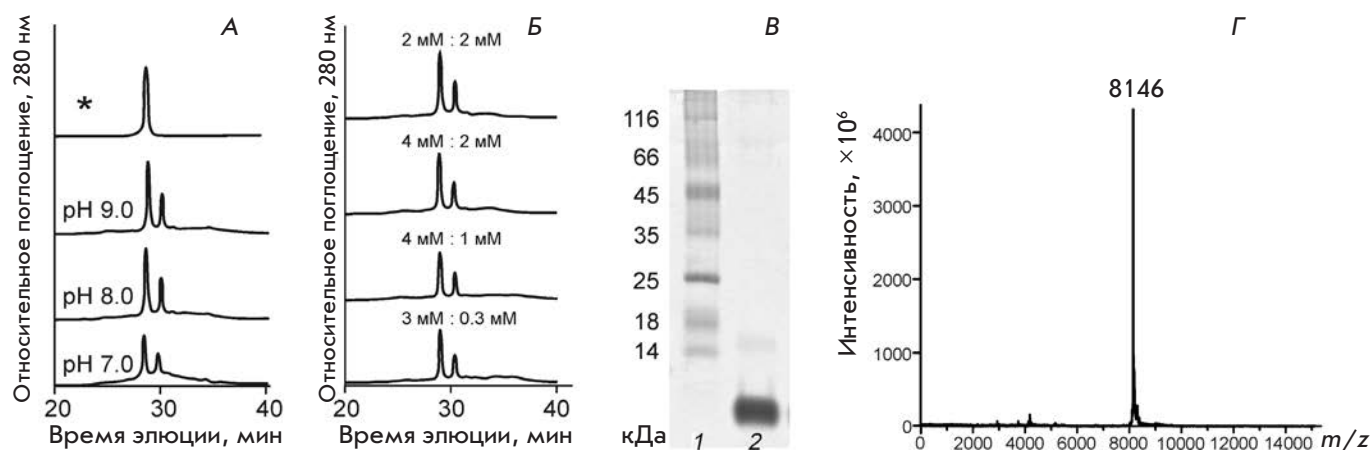 А
Относительное поглощение, 280 нм
*
pH 9.0
pH 8.0
pH 7.0
20 30 40
Время элюции, мин
Б
Относительное поглощение, 280 нм
2 мМ : 2 мМ
4 мМ : 2 мМ
4 мМ : 1 мМ
3 мМ : 0.3 мМ
20 30 40
Время элюции, мин
В
116
66
45
35
25
18
14
кДа 1 2
Г
8146
Интенсивность, ×10⁶
4000
3000
2000
1000
0
0 2000 4000 6000 8000 10000 12000 14000 m/z